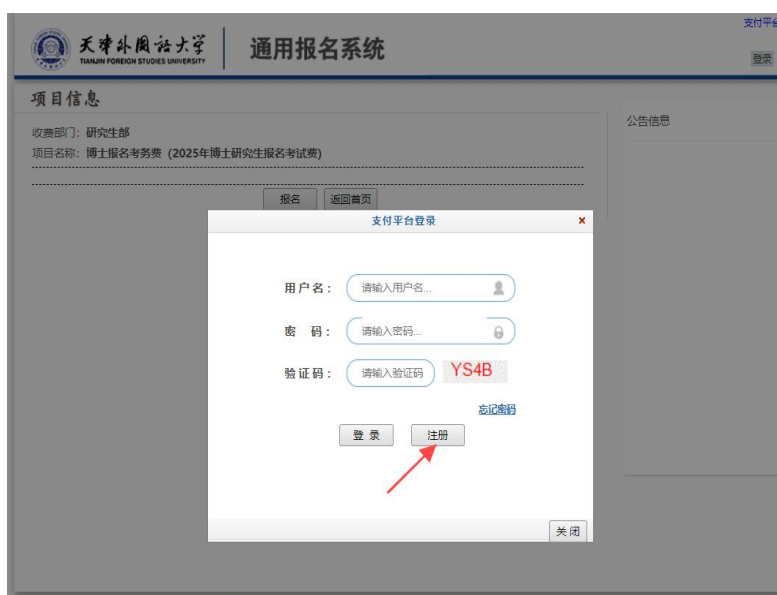 支付平台
天津外国语大学
TIANJIN FOREIGN STUDIES UNIVERSITY
通用报名系统
登录
项目信息
收费部门：研究生部
项目名称：博士报名考务费（2025年博士研究生报名考试费）
公告信息
报名 返回首页
支付平台登录 ×
用户名： 请输入用户名...
密 码： 请输入密码...
验证码： 请输入验证码 YS4B
忘记密码
登 录 注册
关闭